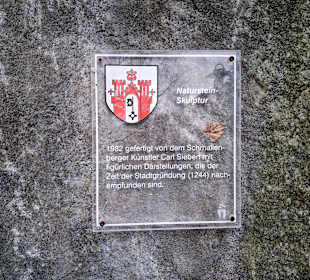 Naturstein-
Skulptur
1982 gefertigt von dem Schmallen-
berger Künstler Carl Siebert mit
figürlichen Darstellungen, die der
Zeit der Stadtgründung (1244) nach-
empfunden sind.